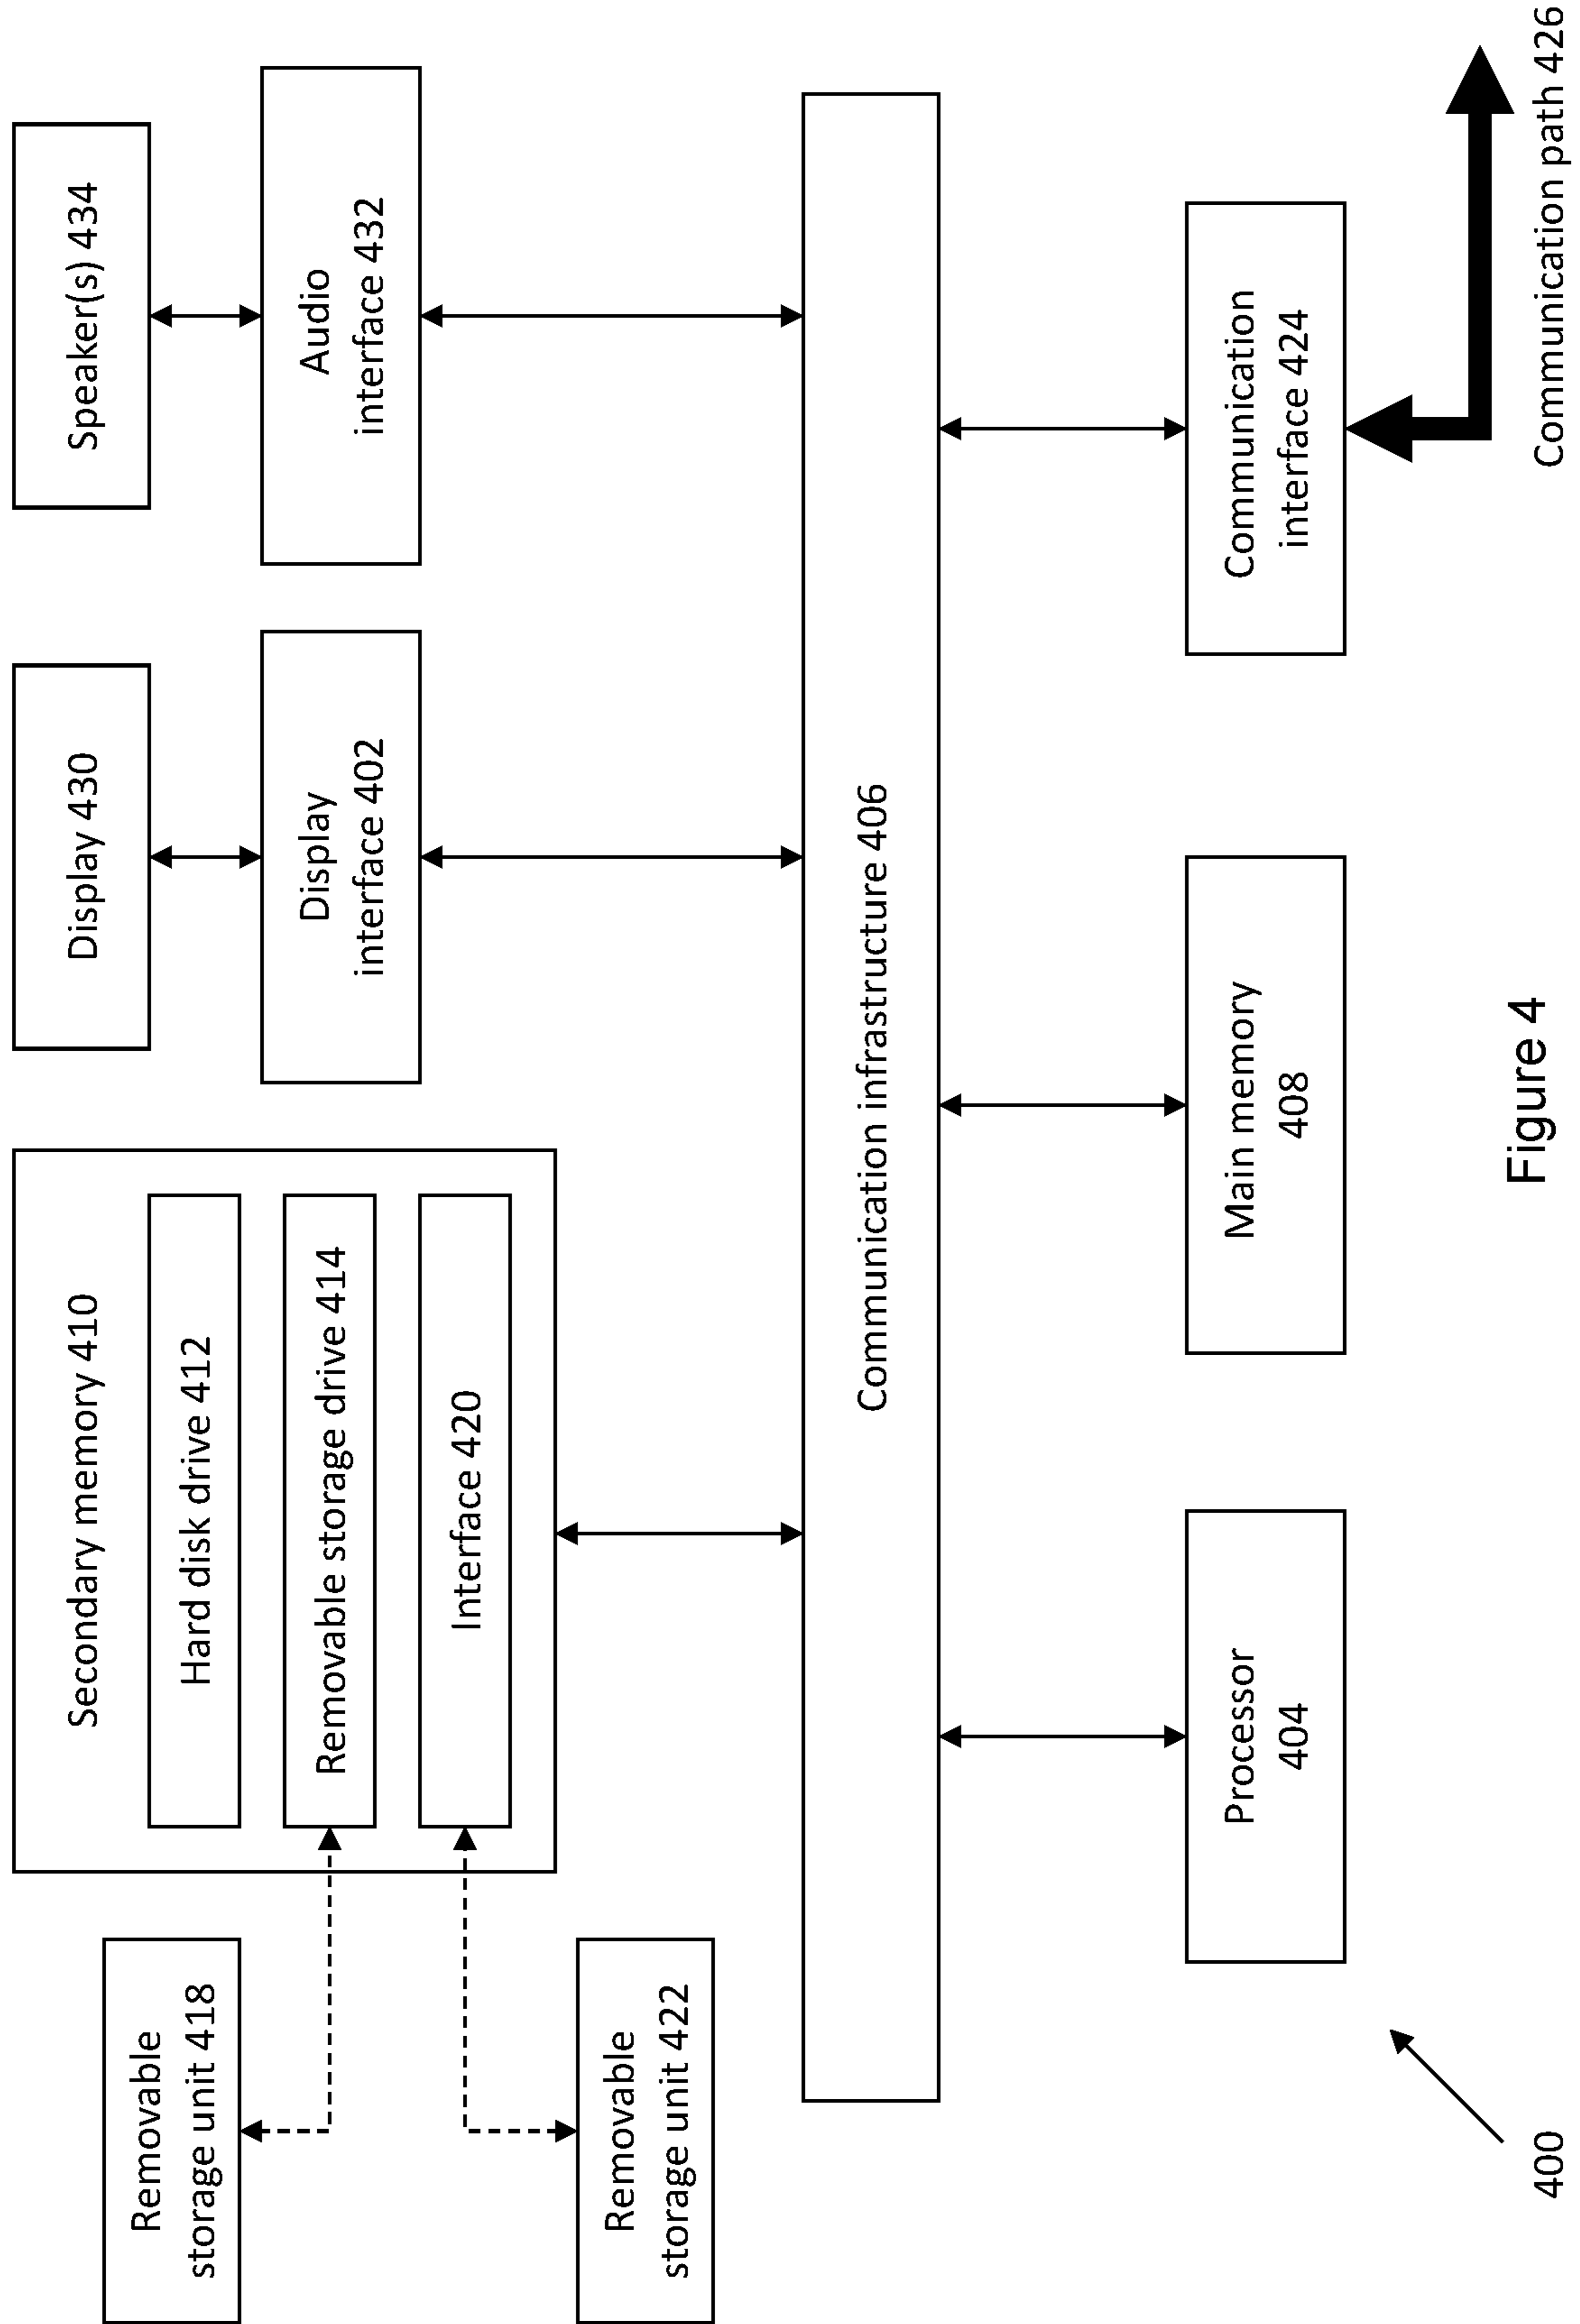 Removable
storage unit 418
Removable
storage unit 422
Secondary memory 410
Hard disk drive 412
Removable storage drive 414
Interface 420
Display 430
Display
interface 402
Speaker(s) 434
Audio
interface 432
Communication infrastructure 406
Processor
404
Main memory
408
Communication
interface 424
Communication path 426
400
Figure 4